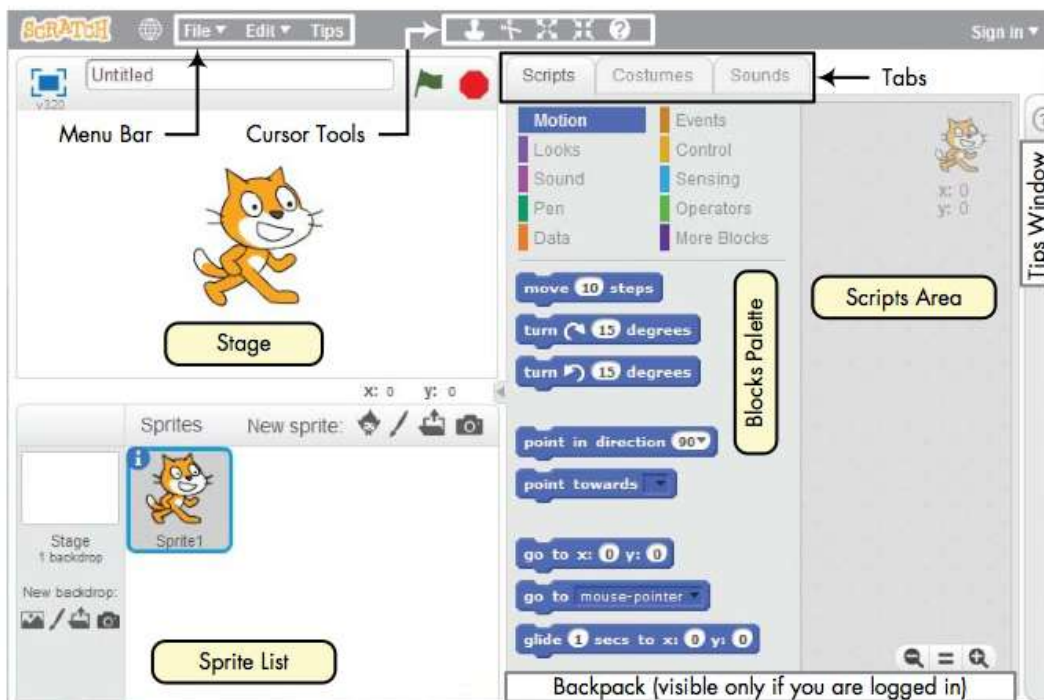 SCRATCH File Edit Tips Sign in
v320 Untitled
Menu Bar
Cursor Tools
Stage
x: 0 y: 0
Sprites New sprite:
Stage
1 backdrop
New backdrop:
i
Sprite1
Sprite List
Scripts Costumes Sounds
Tabs
Motion Events
Looks Control
Sound Sensing
Pen Operators
Data More Blocks
move 10 steps
turn 15 degrees
turn 15 degrees
point in direction 90
point towards
go to x: 0 y: 0
go to mouse-pointer
glide 1 secs to x: 0 y: 0
Blocks Palette
x: 0
y: 0
Scripts Area
?
Tips Window
Backpack (visible only if you are logged in)